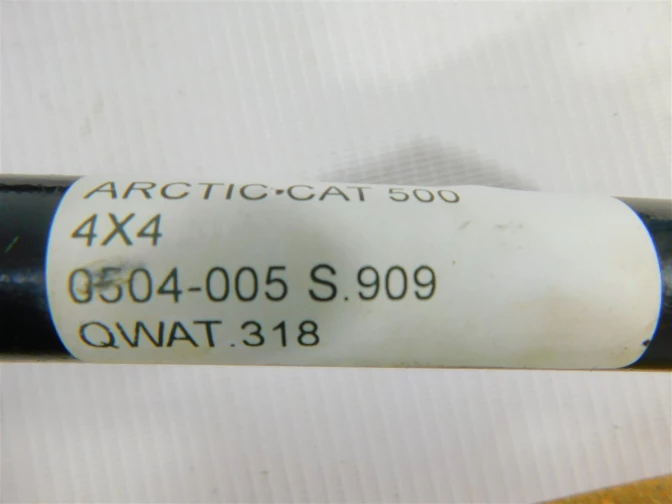 ARCTIC CAT 500
4X4
0504-005 S.909
QWAT.318